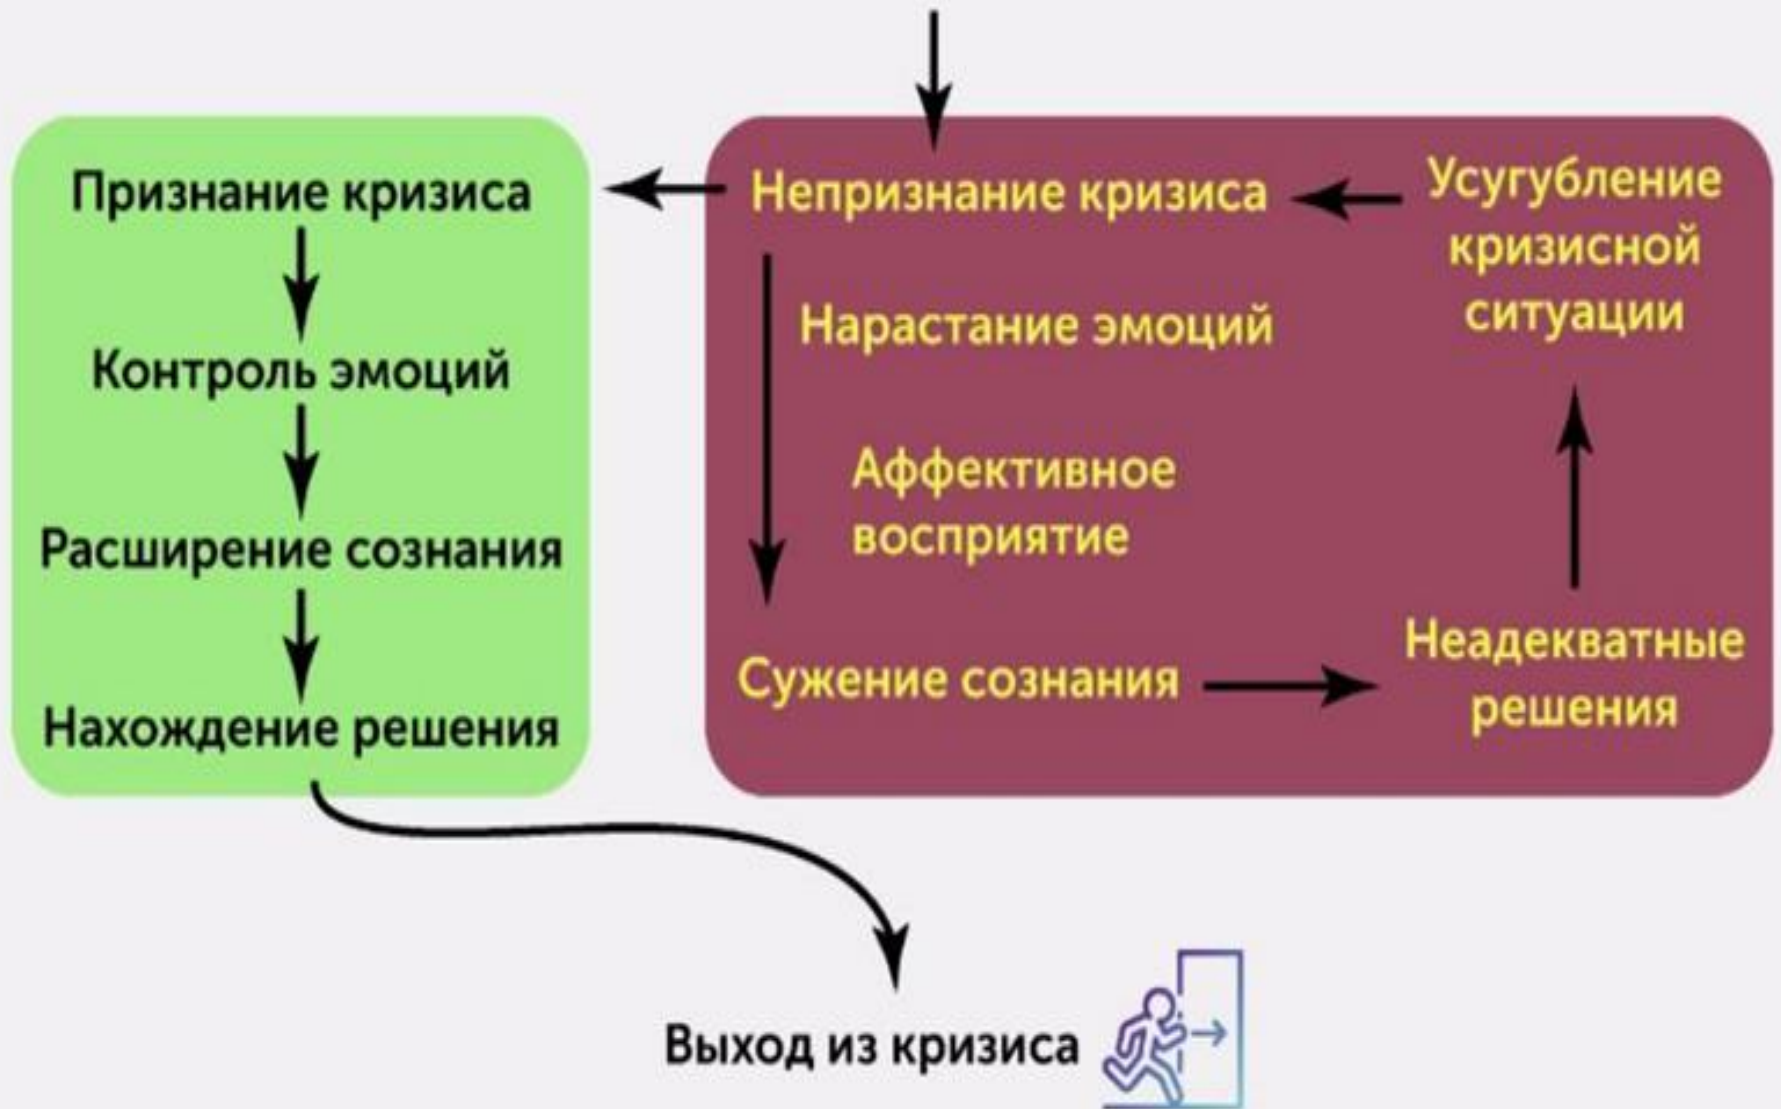 Признание кризиса
Контроль эмоций
Расширение сознания
Нахождение решения
Непризнание кризиса
Нарастание эмоций
Аффективное
восприятие
Сужение сознания
Неадекватные
решения
Усугубление
кризисной
ситуации
Выход из кризиса